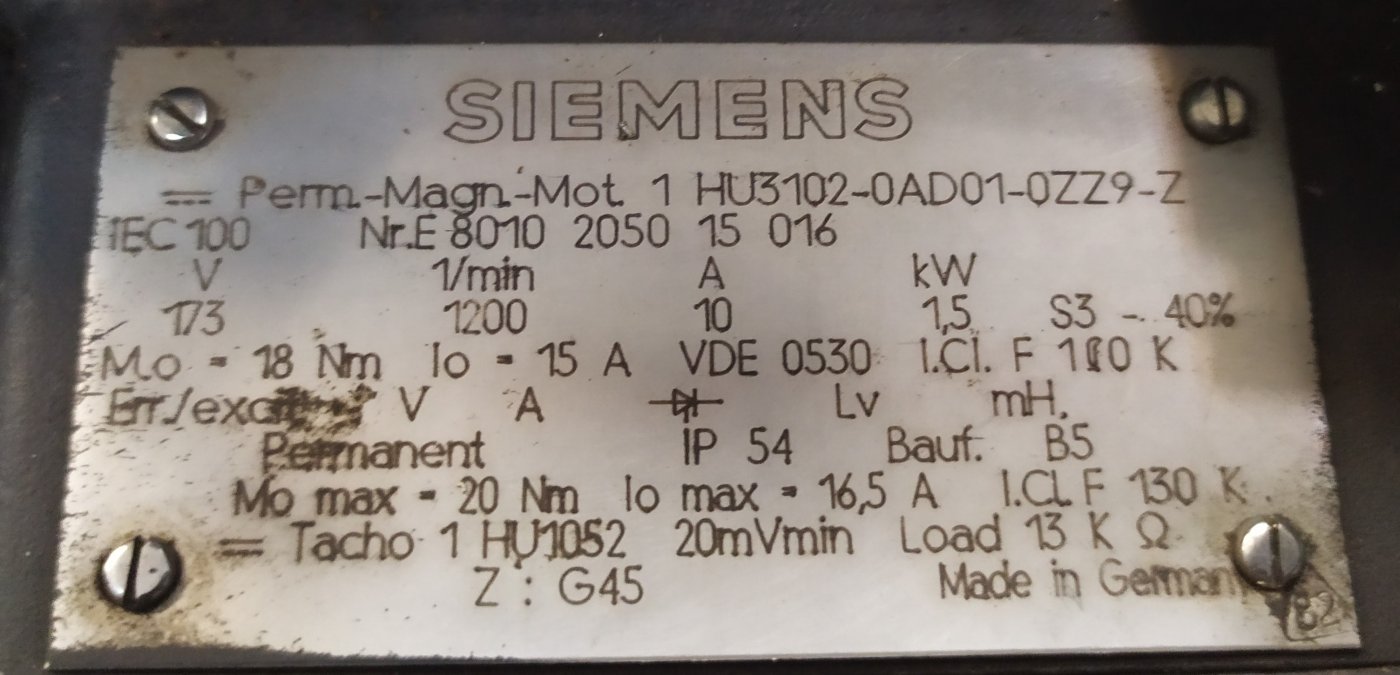 SIEMENS
Perm.-Magn.-Mot. 1 HU3102-0AD01-0ZZ9-Z
IEC 100 Nr.E 8010 2050 15 016
V 1/min A kW
173 1200 10 1,5 S3 - 40%
Mo = 18 Nm Io = 15 A VDE 0530 I.Cl. F K
V A Lv mH.
Permanent IP 54 Bauf. B5
Mo max = 20 Nm Io max = 16,5 A I.Cl. F 130 K.
Tacho 1 HU1052 20mVmin Load 13 K Ω
Z : G45 Made in German
82